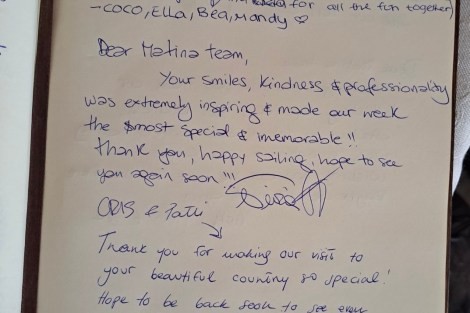 for all the fun together)
- COCO, Ella, Bea, Mandy ♡
Dear Matina team,
Your smiles, kindness & professionality
was extremely inspiring & made our week
the most special & memorable!!
thank you, happy sailing, hope to see
you again soon!!!
CRIS &
Thank you for making our visit to
your beautiful country so special!
Hope to be back soon to see